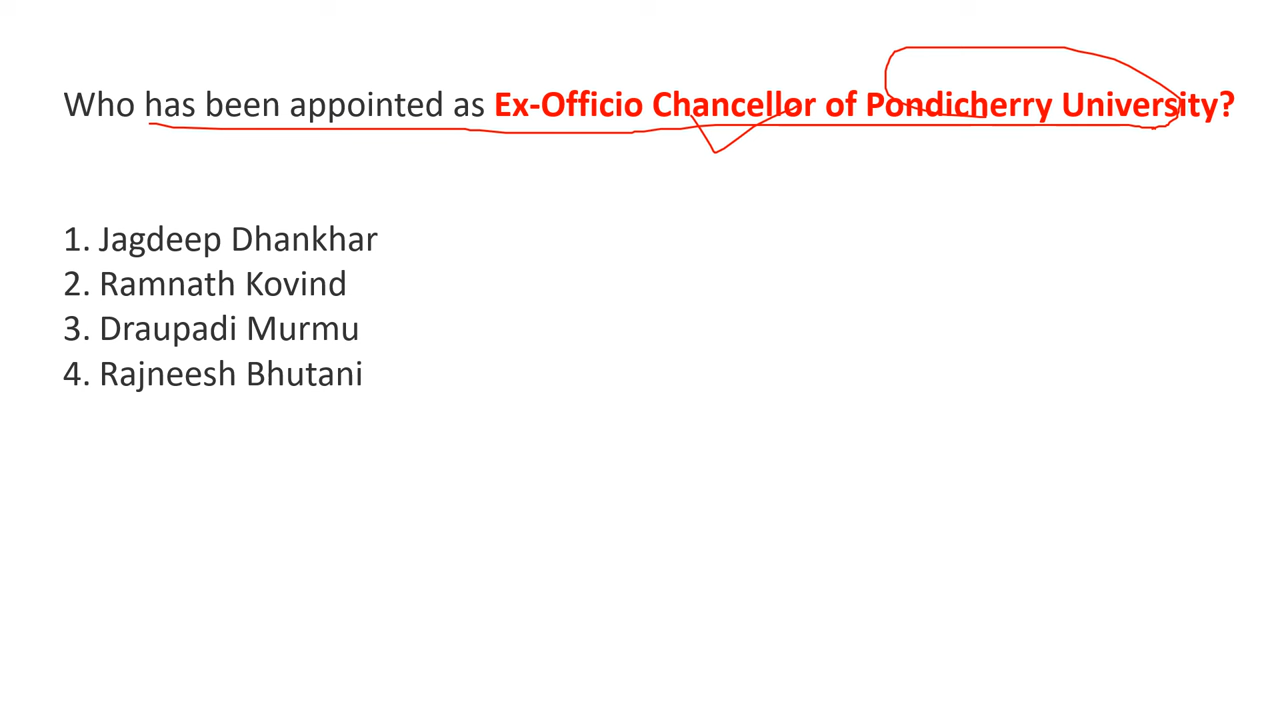 Who has been appointed as Ex-Officio Chancellor of Pondicherry University?
1. Jagdeep Dhankhar
2. Ramnath Kovind
3. Draupadi Murmu
4. Rajneesh Bhutani